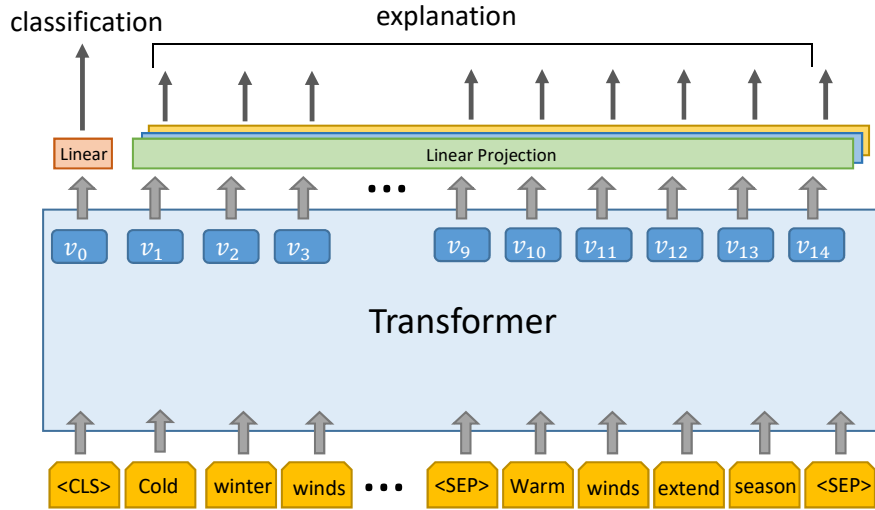 classification explanation
Linear Linear Projection
...
v₀ v₁ v₂ v₃ v₉ v₁₀ v₁₁ v₁₂ v₁₃ v₁₄
Transformer
<CLS> Cold winter winds ... <SEP> Warm winds extend season <SEP>